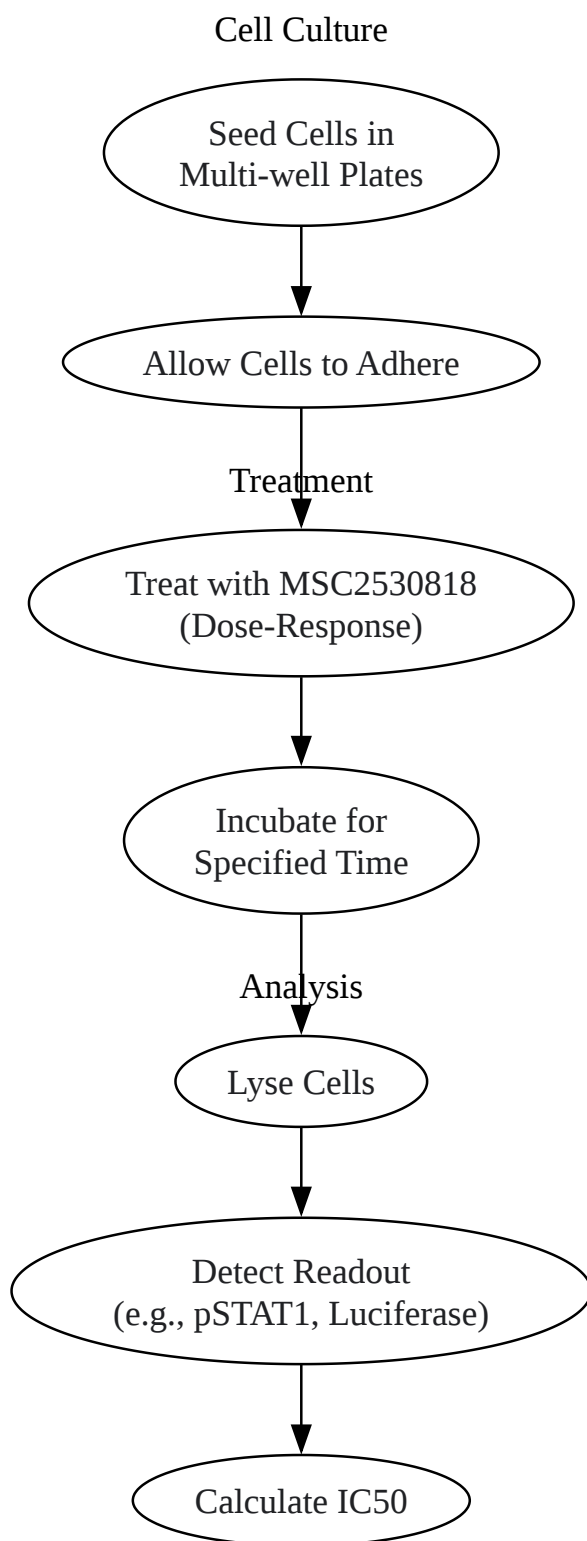 Cell Culture
Seed Cells in
Multi-well Plates
Allow Cells to Adhere
Treatment
Treat with MSC2530818
(Dose-Response)
Incubate for
Specified Time
Analysis
Lyse Cells
Detect Readout
(e.g., pSTAT1, Luciferase)
Calculate IC50